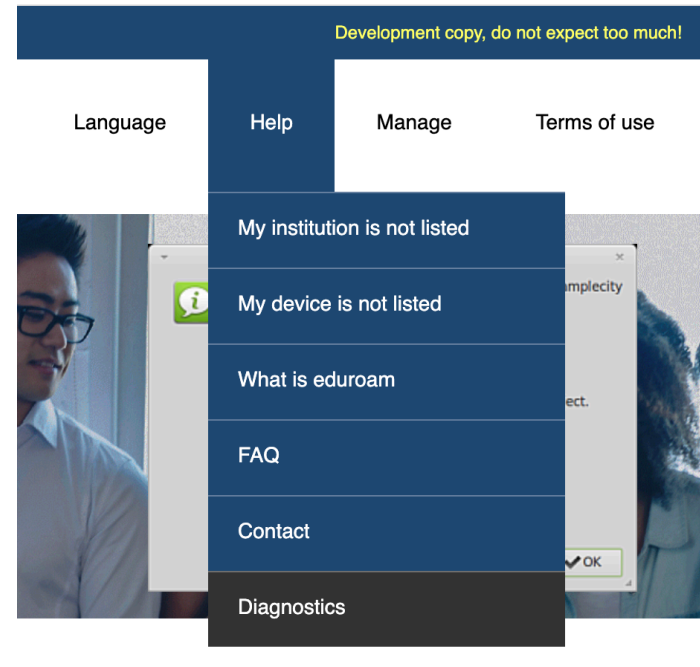 Development copy, do not expect too much!
Language
Help
Manage
Terms of use
My institution is not listed
My device is not listed
What is eduroam
FAQ
Contact
Diagnostics
ect.
OK